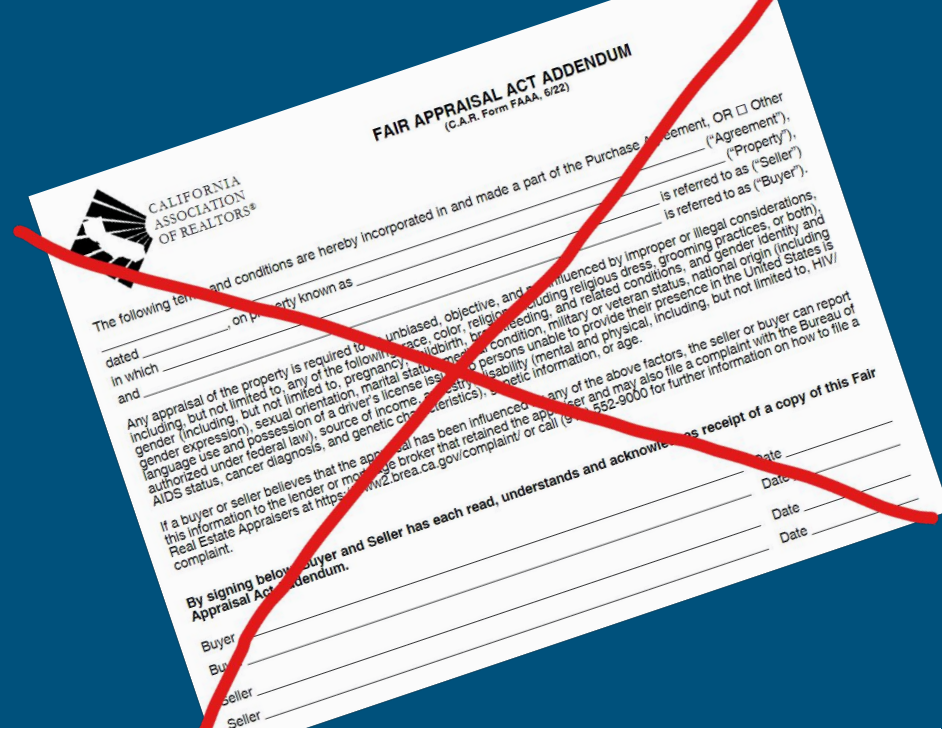 FAIR APPRAISAL ACT ADDENDUM
(C.A.R. Form FAAA, 6/22)
CALIFORNIA
ASSOCIATION
OF REALTORS®
The following and conditions are hereby incorporated in and made a part of the Purchase OR ☐ Other
dated , on property known as ("Agreement"),
in which ("Property"),
and is referred to as ("Seller")
is referred to as ("Buyer").
Any appraisal of the property is required to unbiased, objective, and influenced by improper or illegal considerations,
including, but not limited to, any of the following: race, color, religion including religious dress, grooming practices, or both),
gender (including, but not limited to, pregnancy, childbirth, breastfeeding, and related conditions, and gender identity and
gender expression), sexual orientation, marital status, medical condition, military or veteran status, national origin (including
language use and possession of a driver's license issued to persons unable to provide their presence in the United States is
authorized under federal law), source of income, ancestry, disability (mental and physical, including, but not limited to, HIV/
AIDS status, cancer diagnosis, and genetic characteristics), genetic information, or age.
If a buyer or seller believes that the appraisal has been influenced by any of the above factors, the seller or buyer can report
this information to the lender or mortgage broker that retained the appraiser and may also file a complaint with the Bureau of
Real Estate Appraisers at https://www2.brea.ca.gov/complaint/ or call 552-9000 for further information on how to file a
complaint.
By signing below, Buyer and Seller has each read, understands and acknowledges receipt of a copy of this Fair
Appraisal Act Addendum.
Buyer Date
Buyer Date
Seller Date
Seller Date